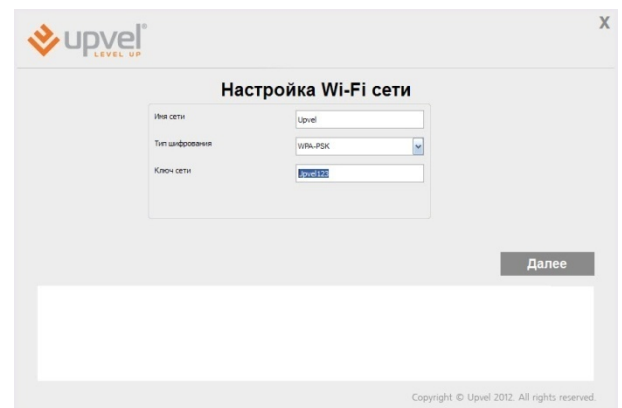 X
upvel
LEVEL UP
Настройка Wi-Fi сети
Имя сети
Upvel
Тип шифрования
WPA-PSK
Ключ сети
Upvel123
Далее
Copyright © Upvel 2012. All rights reserved.